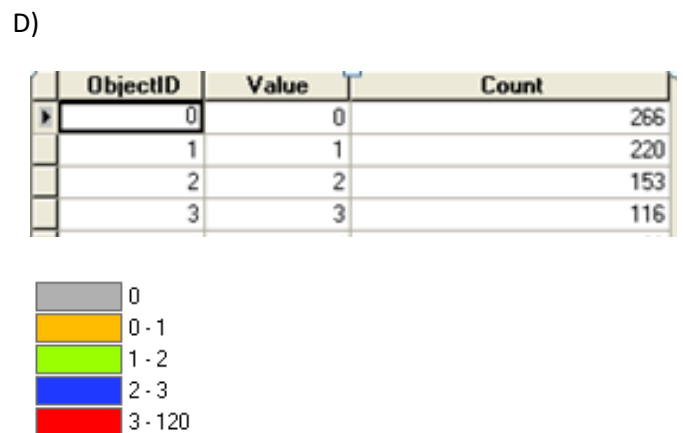 D)
ObjectID Value Count
0 0 266
1 1 220
2 2 153
3 3 116
0
0 - 1
1 - 2
2 - 3
3 - 120